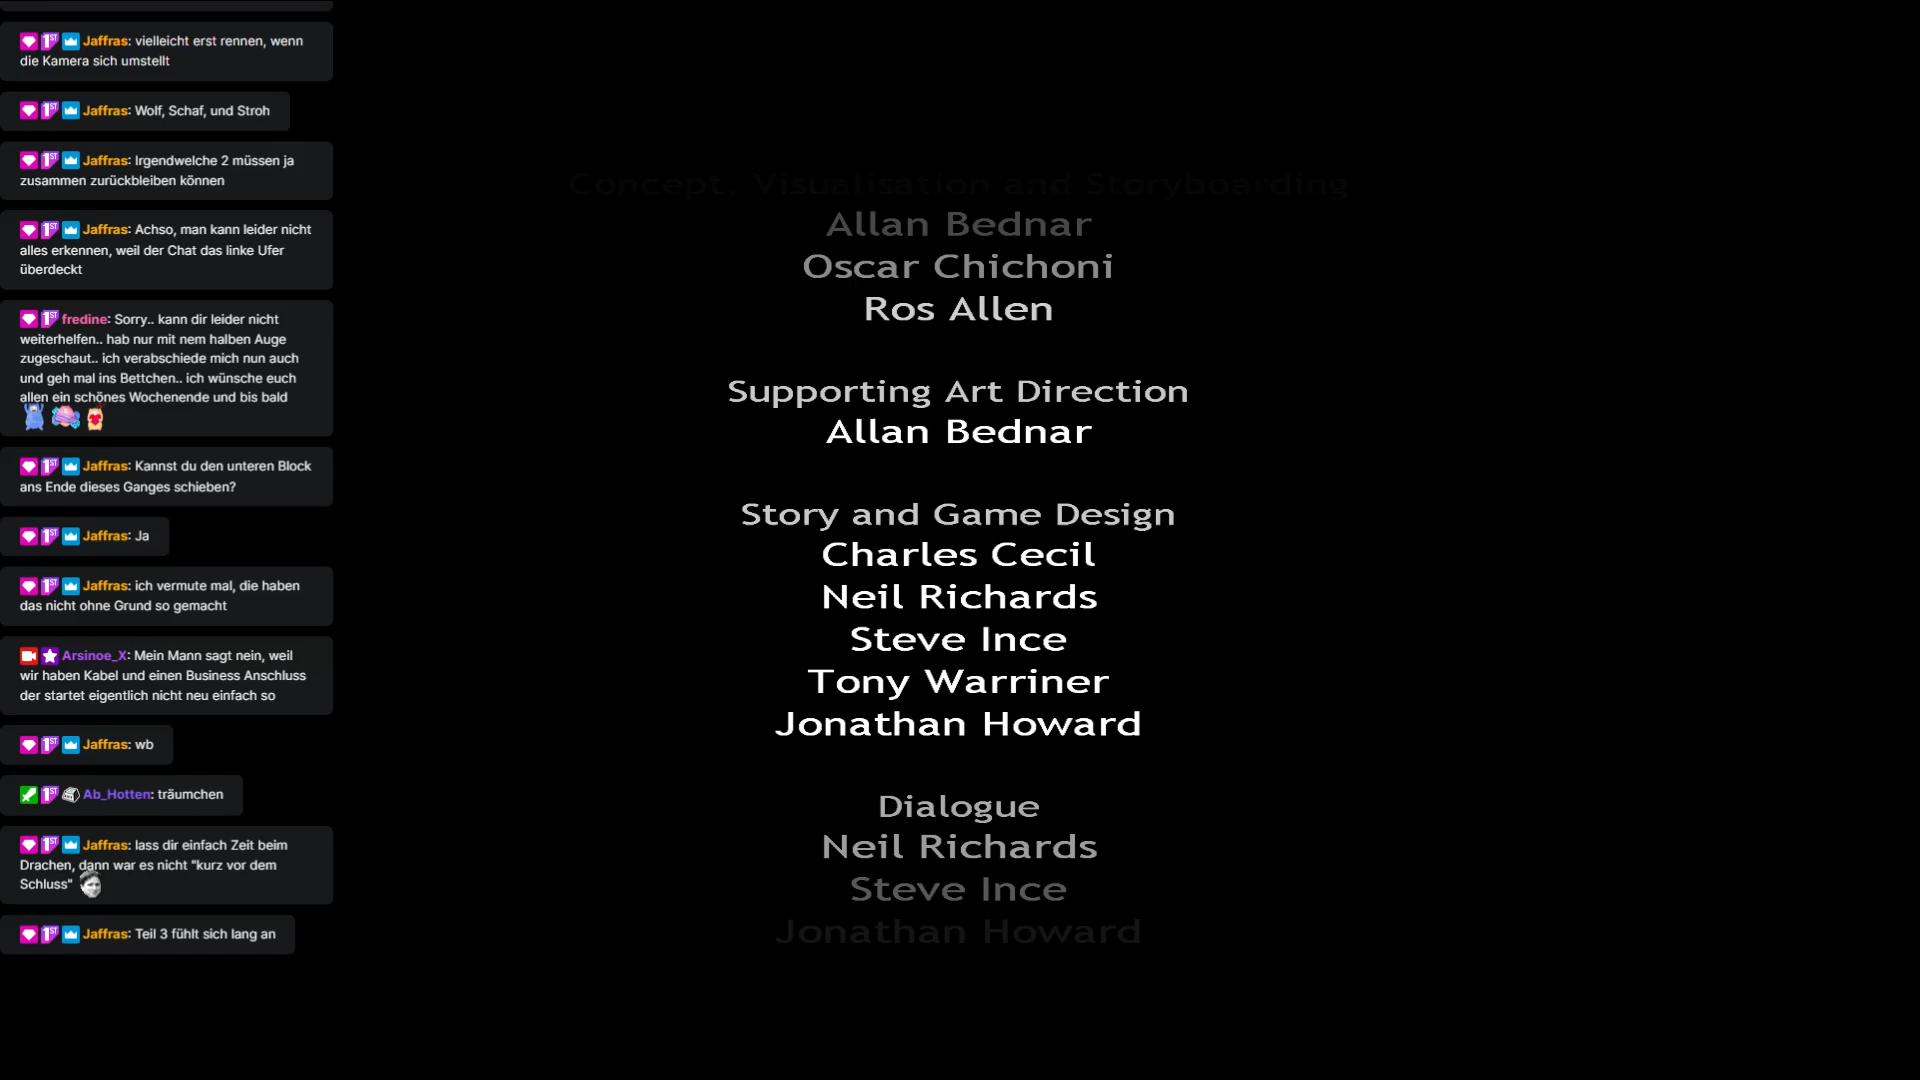 Jaffras: vielleicht erst rennen, wenn
die Kamera sich umstellt
Jaffras: Wolf, Schaf, und Stroh
Jaffras: Irgendwelche 2 müssen ja
zusammen zurückbleiben können
Jaffras: Achso, man kann leider nicht
alles erkennen, weil der Chat das linke Ufer
überdeckt
fredine: Sorry.. kann dir leider nicht
weiterhelfen.. hab nur mit nem halben Auge
zugeschaut.. ich verabschiede mich nun auch
und geh mal ins Bettchen.. ich wünsche euch
allen ein schönes Wochenende und bis bald
Jaffras: Kannst du den unteren Block
ans Ende dieses Ganges schieben?
Jaffras: Ja
Jaffras: ich vermute mal, die haben
das nicht ohne Grund so gemacht
Arsinoe_X: Mein Mann sagt nein, weil
wir haben Kabel und einen Business Anschluss
der startet eigentlich nicht neu einfach so
Jaffras: wb
Ab_Hotten: träumchen
Jaffras: lass dir einfach Zeit beim
Drachen, dann war es nicht "kurz vor dem
Schluss"
Jaffras: Teil 3 fühlt sich lang an
Concept, Visualisation and Storyboarding
Allan Bednar
Oscar Chichoni
Ros Allen
Supporting Art Direction
Allan Bednar
Story and Game Design
Charles Cecil
Neil Richards
Steve Ince
Tony Warriner
Jonathan Howard
Dialogue
Neil Richards
Steve Ince
Jonathan Howard